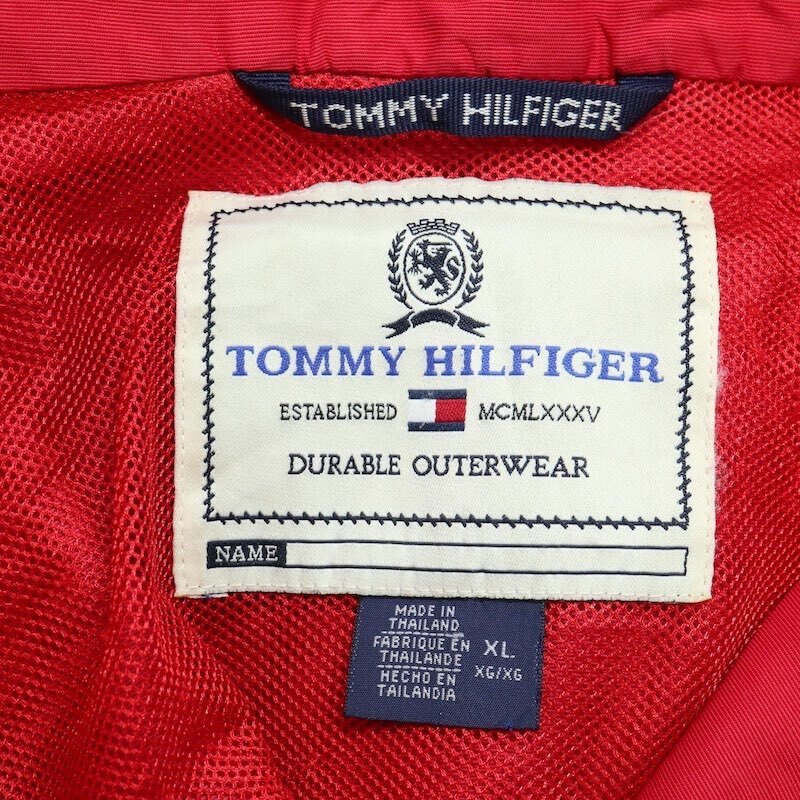 TOMMY HILFIGER
TOMMY HILFIGER
ESTABLISHED MCMLXXXV
DURABLE OUTERWEAR
NAME
MADE IN
THAILAND
FABRIQUE EN
THAILANDE
HECHO EN
TAILANDIA
XL
XG/XG